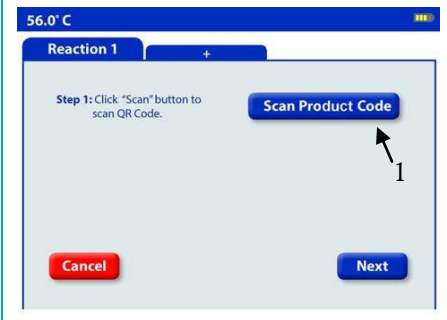 56.0° C
Reaction 1
+
Step 1: Click "Scan" button to
scan QR Code.
Scan Product Code
1
Cancel
Next